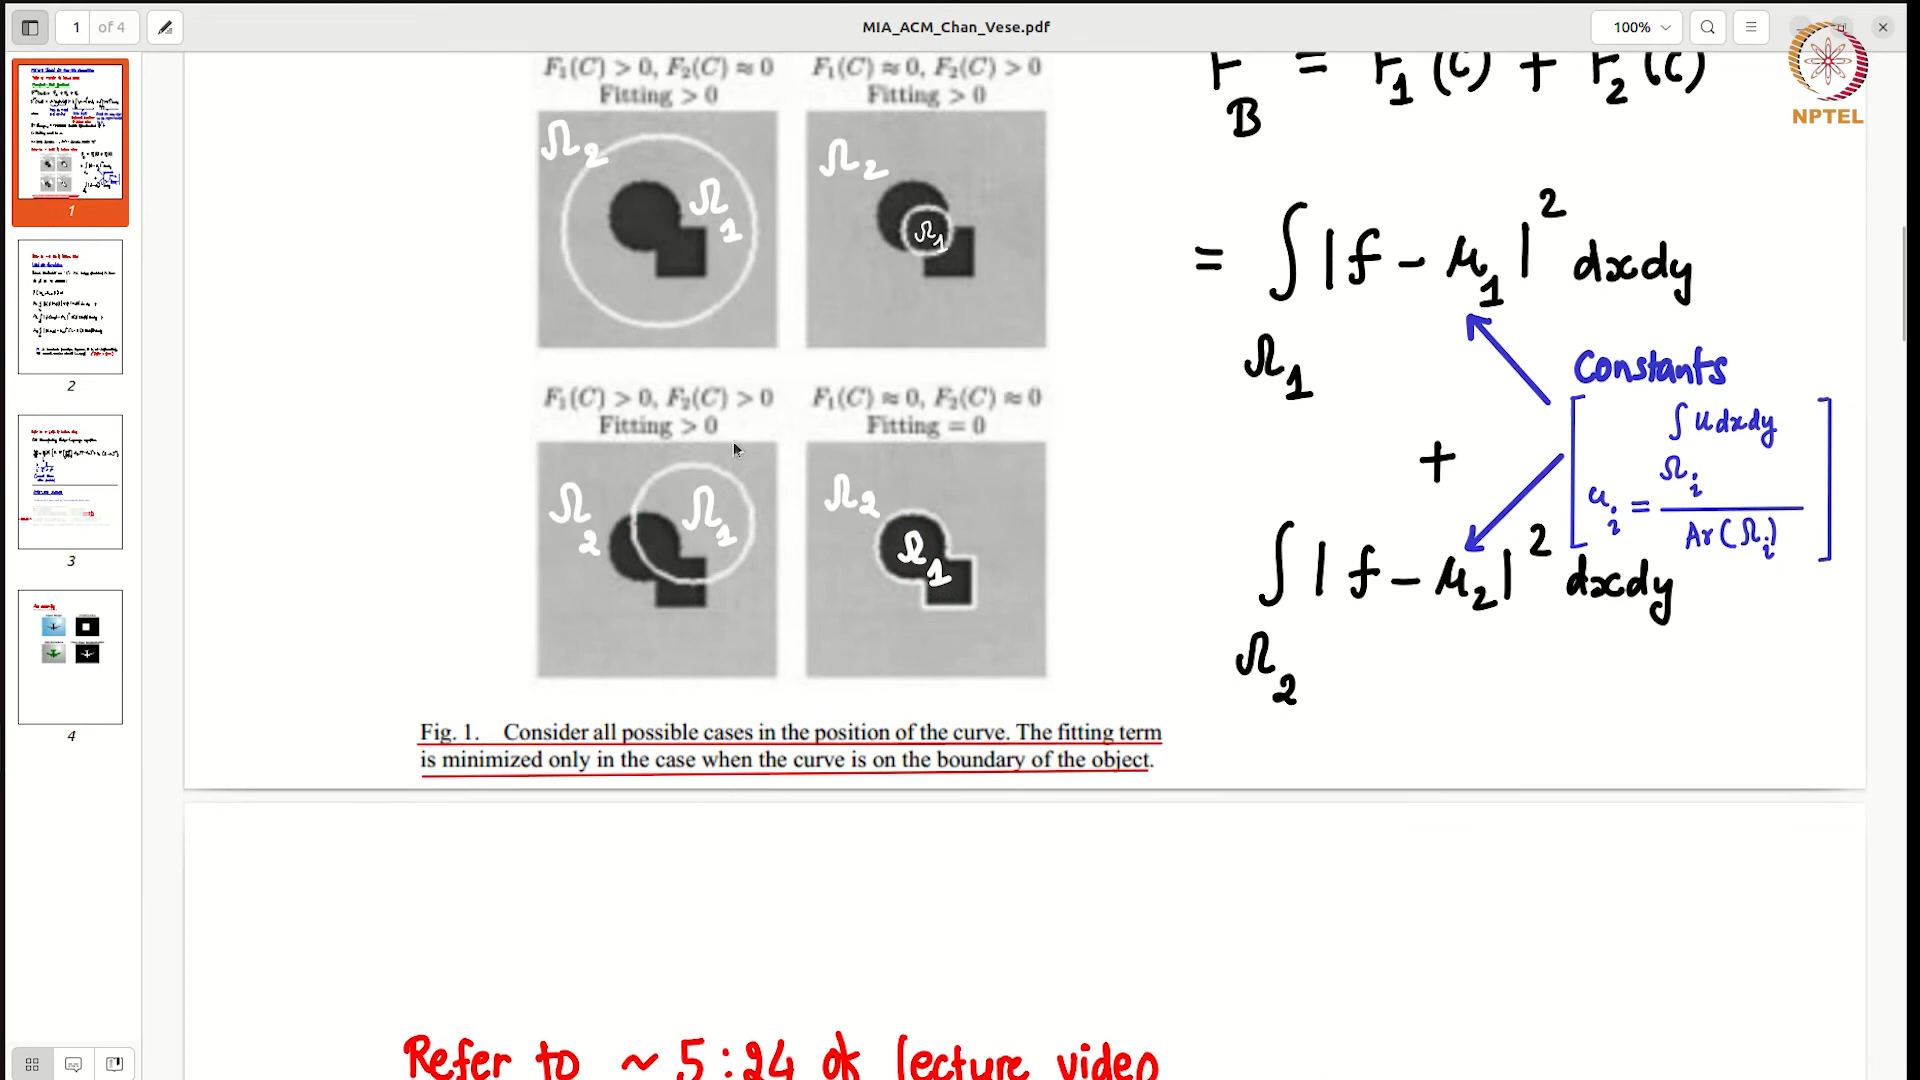 1 of 4
MIA_ACM_Chan_Vese.pdf
100%
NPTEL
1
2
3
4
F₁(C) > 0, F₂(C) ≈ 0
Fitting > 0
F₁(C) ≈ 0, F₂(C) > 0
Fitting > 0
Ω₂
Ω₁
Ω₂
Ω₁
F₁(C) > 0, F₂(C) > 0
Fitting > 0
F₁(C) ≈ 0, F₂(C) ≈ 0
Fitting = 0
Ω₂
Ω₁
Ω₂
Ω₁
Fig. 1. Consider all possible cases in the position of the curve. The fitting term
is minimized only in the case when the curve is on the boundary of the object.
F_B = F₁(C) + F₂(C)
= ∫_Ω₁ |f - μ₁|² dxdy
+
∫_Ω₂ |f - μ₂|² dxdy
Constants
[u_i = ∫_Ω_i u dxdy / Ar(Ω_i)]
Refer to ~ 5:24 of lecture video